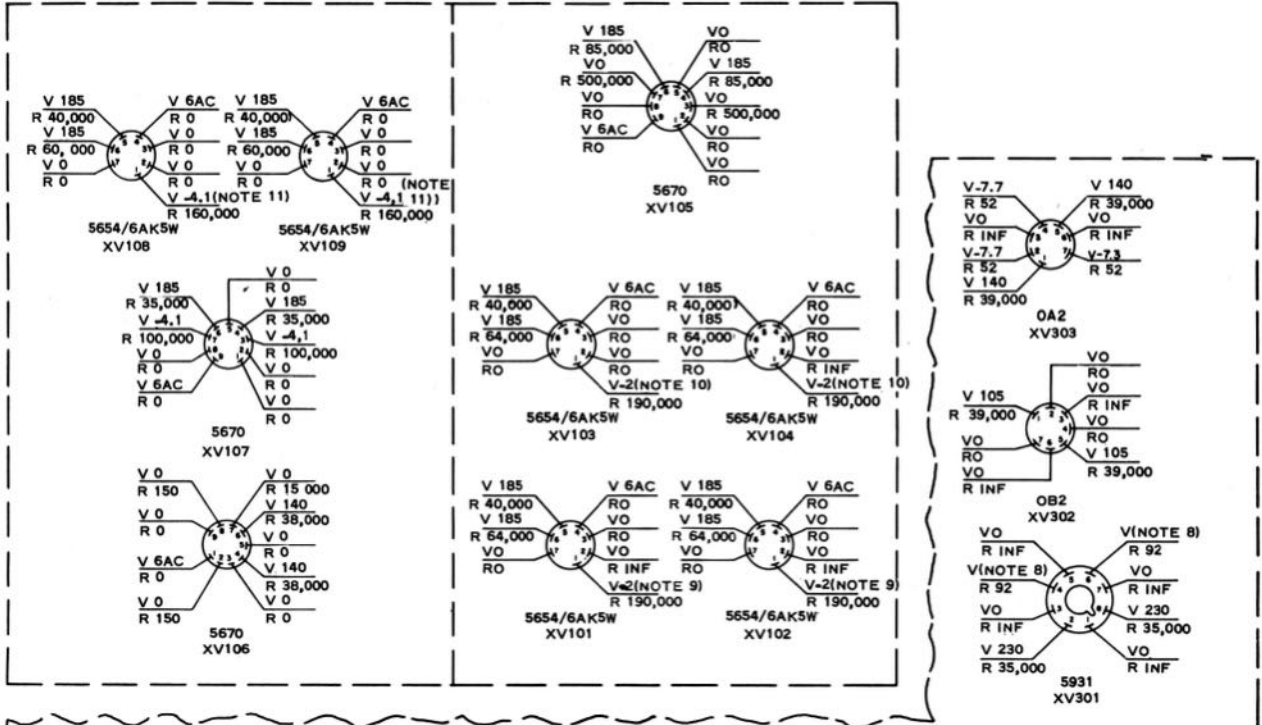 V 185
R 40,000
V 185
R 60, 000
V 0
R 0
V 6AC
R 0
V 0
R 0
V 0
R 0
V -4.1(NOTE 11)
R 160,000
5654/6AK5W
XV108
V 185
R 40,000)
V 185
R 60,000
V 0
R 0
V 6AC
R 0
V 0
R 0
V 0
R 0
(NOTE
V -4,1 11))
R 160,000
5654/6AK5W
XV109
V 185
R 85,000
VO
R 500,000
VO
RO
V 6AC
RO
VO
RO
V 185
R 85,000
VO
R 500,000
VO
RO
VO
RO
5670
XV105
V 185
R 35,000
V -4.1
R 100,000
V 0
R 0
V 6AC
R 0
V 0
R 0
V 185
R 35,000
V -4,1
R 100,000
V 0
R 0
V 0
R 0
5670
XV107
V 185
R 40,000
V 185
R 64,000
VO
RO
V 6AC
RO
VO
RO
VO
RO
V-2(NOTE 10)
R 190,000
5654/6AK5W
XV103
V 185
R 40,000)
V 185
R 64,000
VO
RO
V 6AC
RO
VO
RO
VO
R INF
V-2(NOTE 10)
R 190,000
5654/6AK5W
XV104
V 0
R 150
V 0
R 0
V 6AC
R 0
V 0
R 150
V 0
R 15 000
V 140
R 38,000
V 0
R 0
V 140
R 38,000
V 0
R 0
5670
XV106
V 185
R 40,000
V 185
R 64,000
VO
RO
V 6AC
RO
VO
RO
VO
R INF
V-2(NOTE 9)
R 190,000
5654/6AK5W
XV101
V 185
R 40,000
V 185
R 64,000
VO
RO
V 6AC
RO
VO
RO
VO
R INF
V-2(NOTE 9)
R 190,000
5654/6AK5W
XV102
V-7.7
R 52
VO
R INF
V-7.7
R 52
V 140
R 39,000
V 140
R 39,000
VO
R INF
V-7.3
R 52
OA2
XV303
V 105
R 39,000
VO
RO
VO
R INF
VO
RO
VO
R INF
VO
RO
V 105
R 39,000
OB2
XV302
VO
R INF
V(NOTE 8)
R 92
VO
R INF
V 230
R 35,000
V(NOTE 8)
R 92
VO
R INF
V 230
R 35,000
VO
R INF
5931
XV301